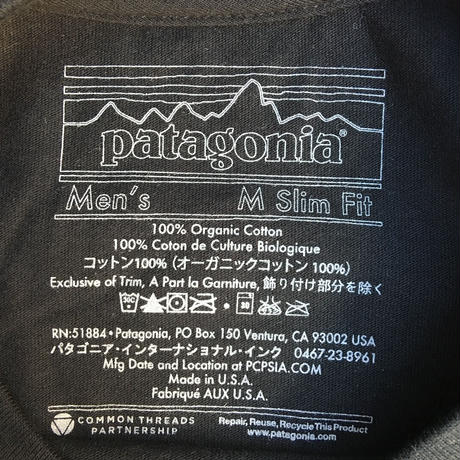 patagonia®
Men's M Slim Fit
100% Organic Cotton
100% Coton de Culture Biologique
コットン100% (オーガニックコットン 100%)
Exclusive of Trim, A Part la Garniture, 飾り付け部分を除く
RN:51884•Patagonia, PO Box 150 Ventura, CA 93002 USA
パタゴニア・インターナショナル・インク 0467-23-8961
Mfg Date and Location at PCPSIA.COM
Made in U.S.A.
Fabriqué AUX U.S.A.
COMMON THREADS PARTNERSHIP
Repair, Reuse, Recycle This Product
www.patagonia.com